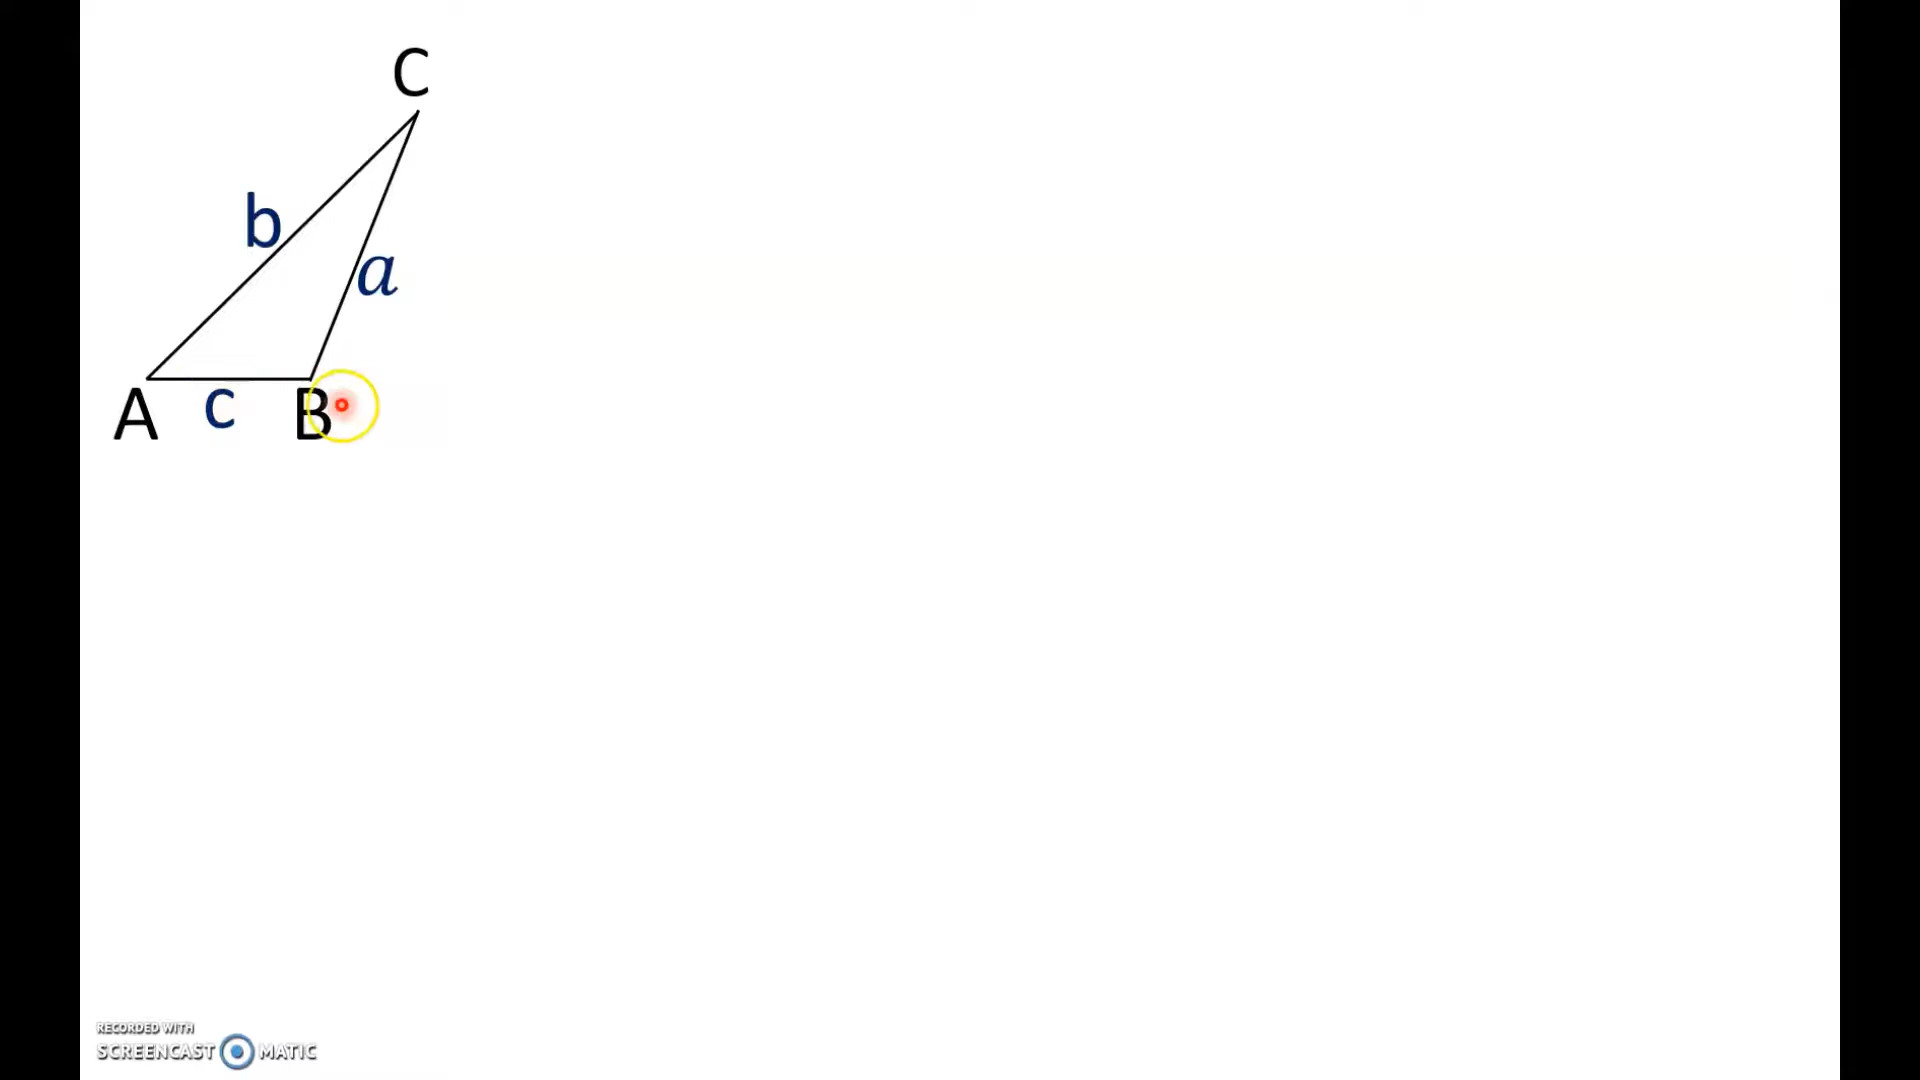 C
b
a
A c B
RECORDED WITH
SCREENCAST MATIC